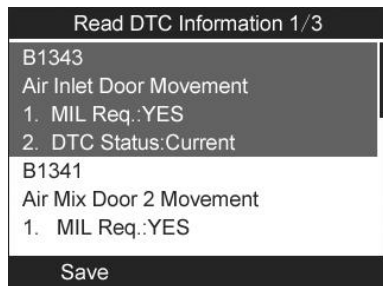 Read DTC Information 1/3
B1343
Air Inlet Door Movement
1. MIL Req.:YES
2. DTC Status:Current
B1341
Air Mix Door 2 Movement
1. MIL Req.:YES
Save